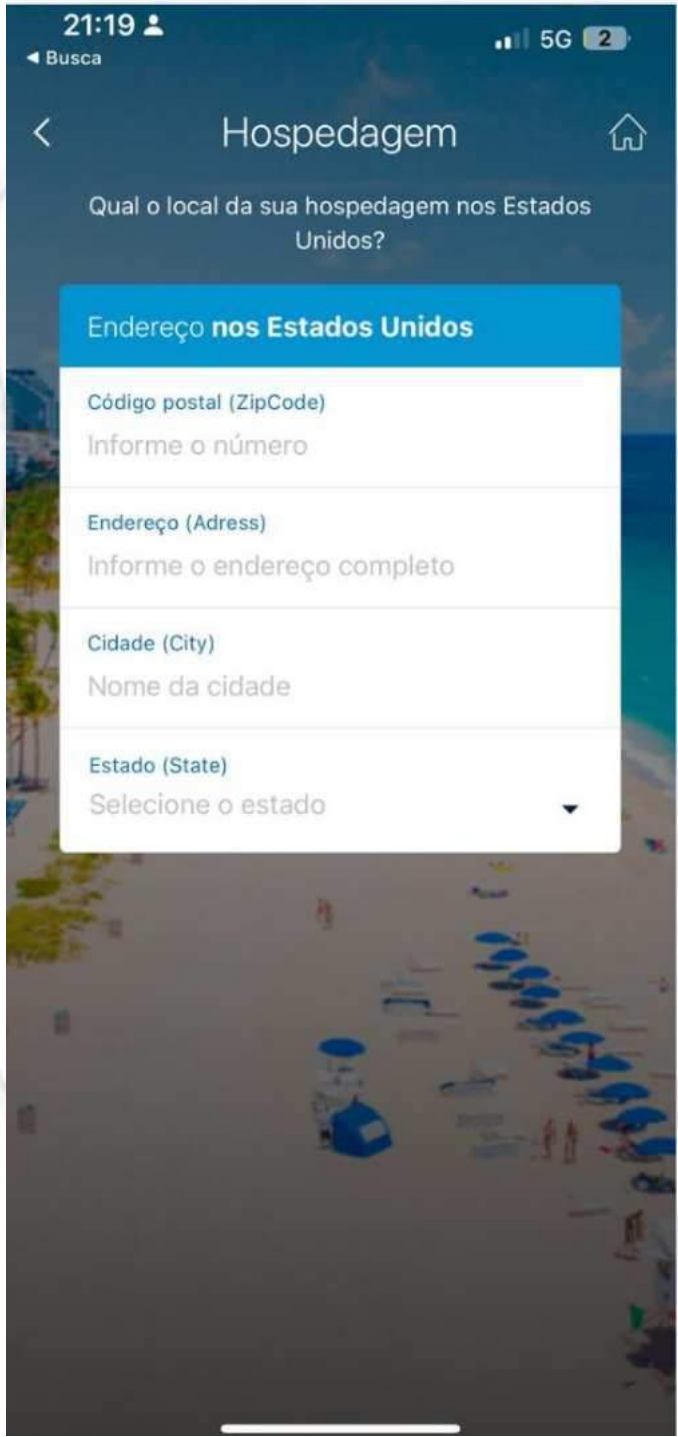 21:19
5G 2
◀ Busca
Hospedagem
Qual o local da sua hospedagem nos Estados
Unidos?
Endereço nos Estados Unidos
Código postal (ZipCode)
Informe o número
Endereço (Adress)
Informe o endereço completo
Cidade (City)
Nome da cidade
Estado (State)
Selecione o estado